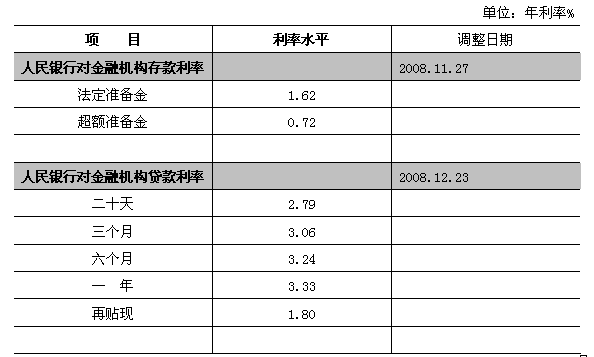 单位：年利率%
项 目 利率水平 调整日期
人民银行对金融机构存款利率 2008.11.27
法定准备金 1.62
超额准备金 0.72
人民银行对金融机构贷款利率 2008.12.23
二十天 2.79
三个月 3.06
六个月 3.24
一 年 3.33
再贴现 1.80